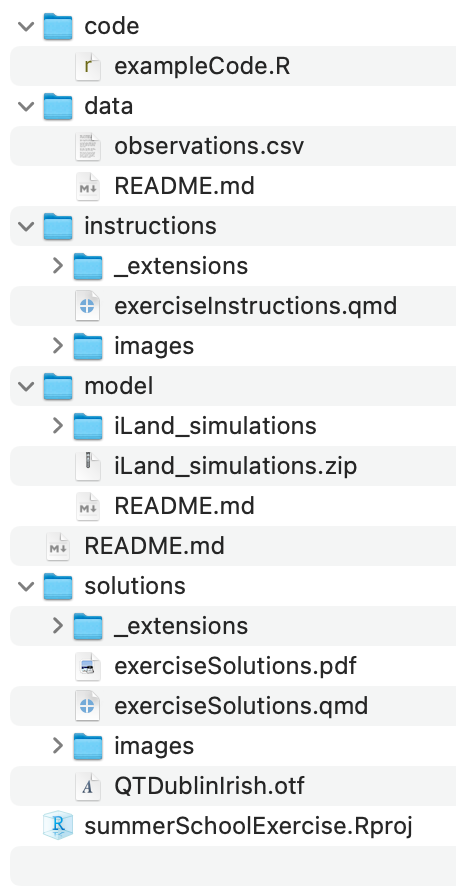 code
r
exampleCode.R
data
observations.csv
M↓
README.md
instructions
_extensions
exerciseInstructions.qmd
images
model
iLand_simulations
iLand_simulations.zip
M↓
README.md
M↓
README.md
solutions
_extensions
exerciseSolutions.pdf
exerciseSolutions.qmd
images
A
QTDublinIrish.otf
R
summerSchoolExercise.Rproj